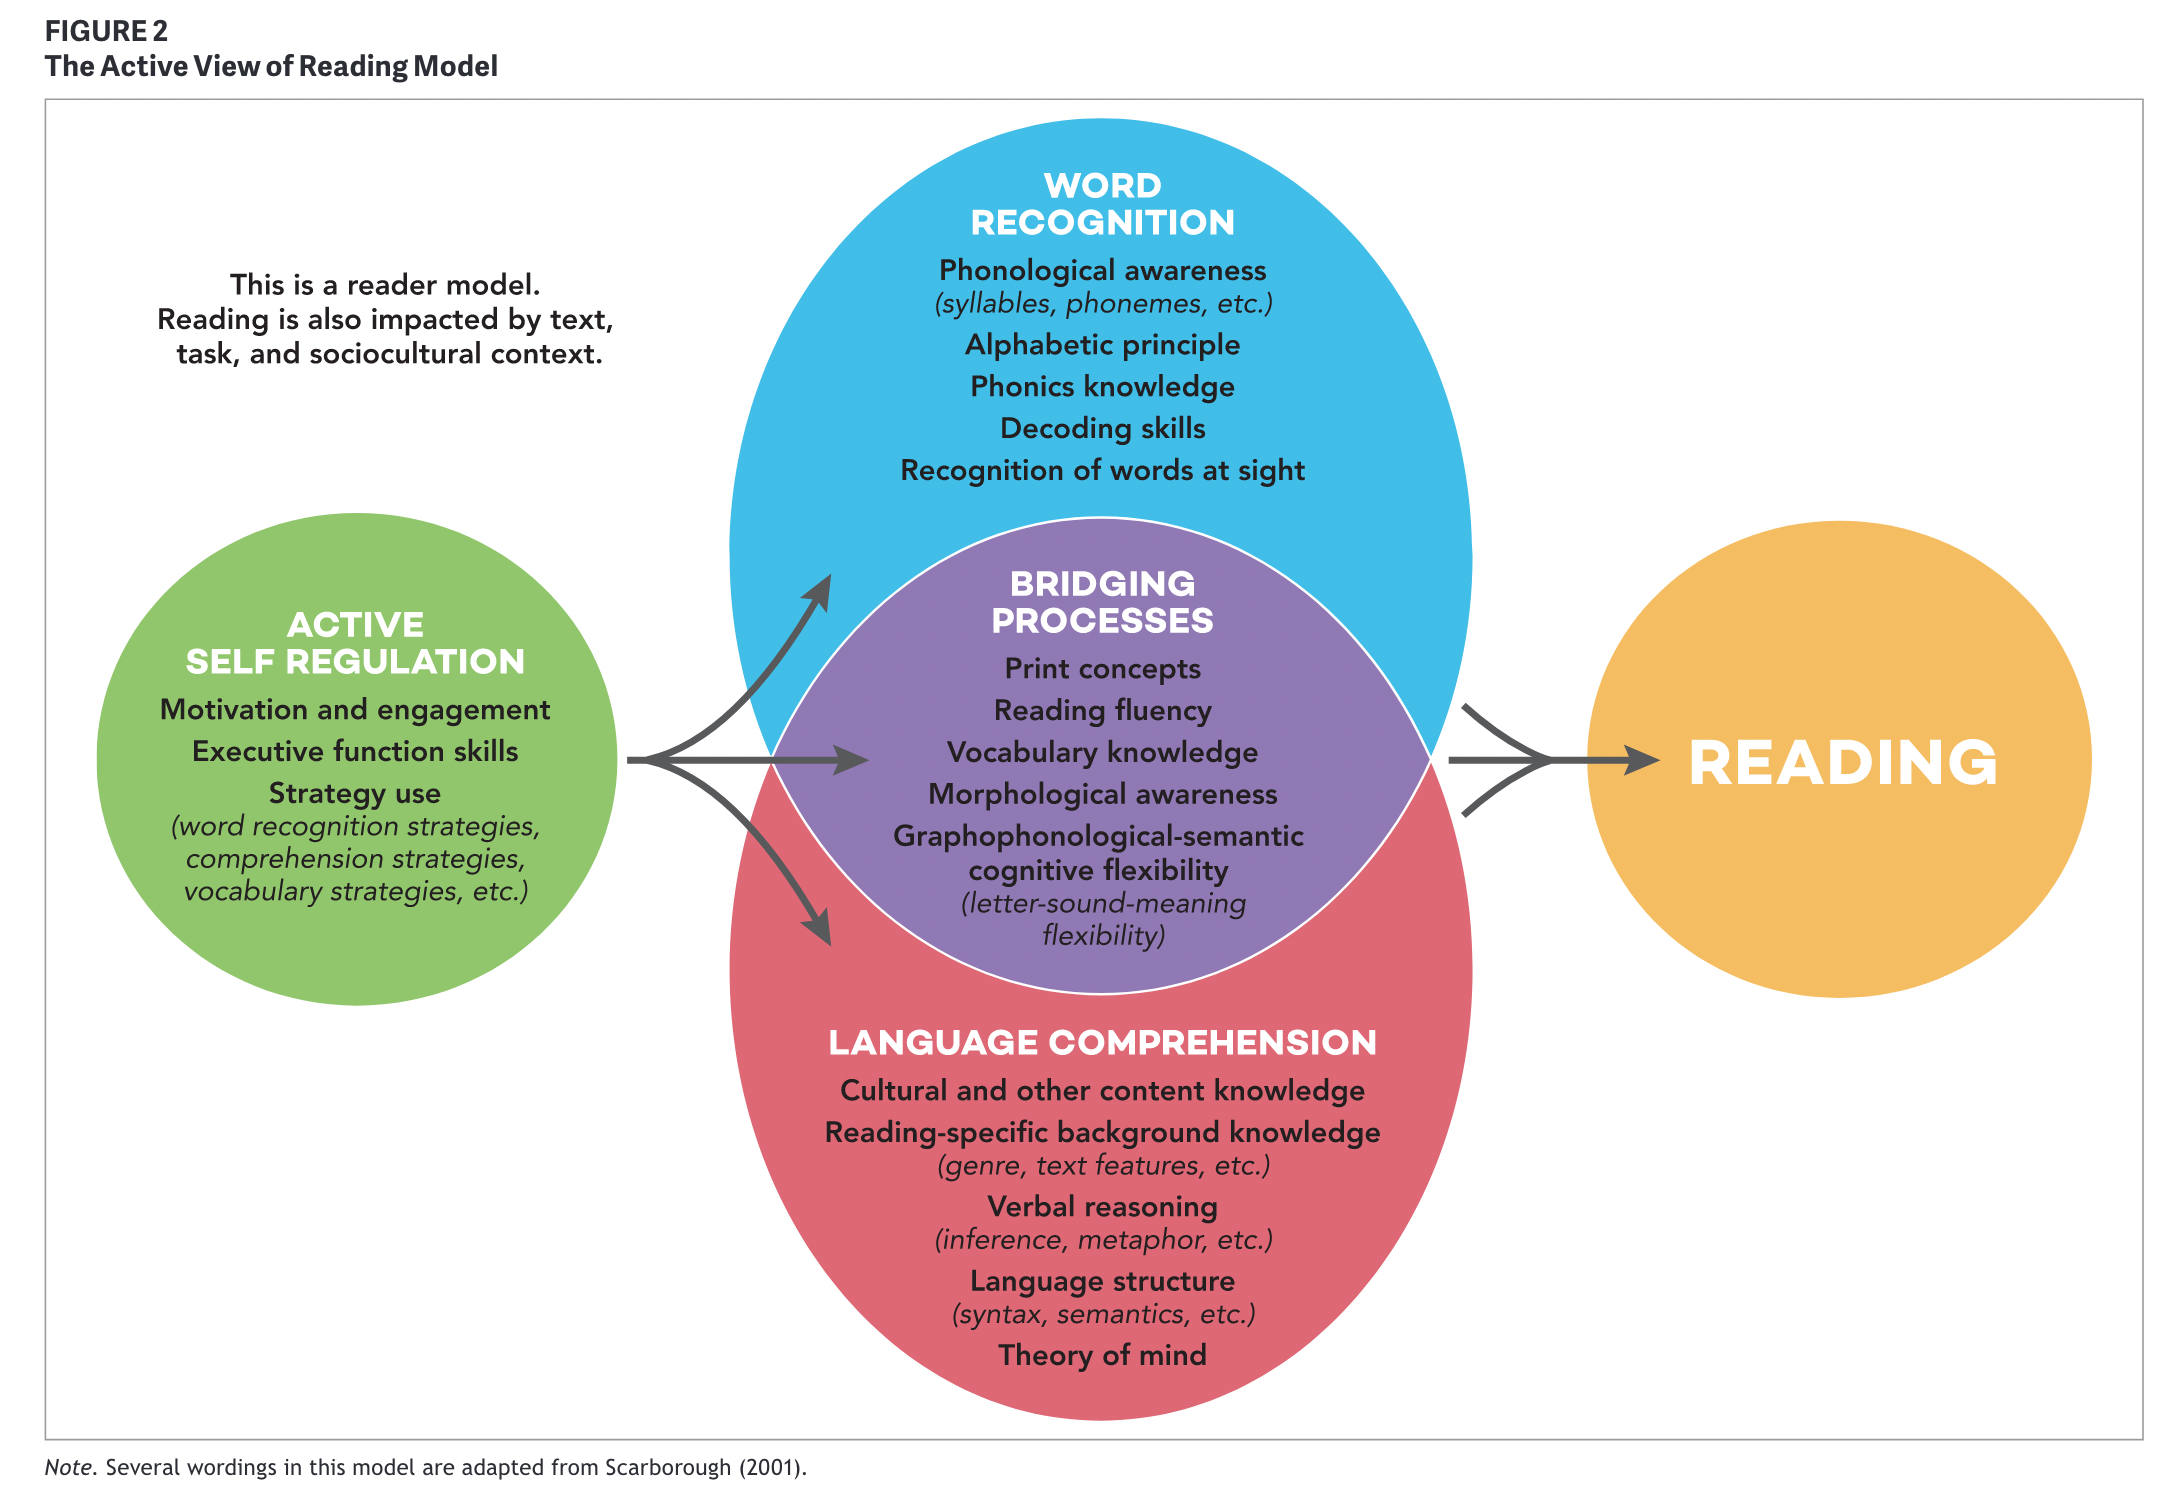 FIGURE 2
The Active View of Reading Model
This is a reader model.
Reading is also impacted by text,
task, and sociocultural context.
ACTIVE
SELF REGULATION
Motivation and engagement
Executive function skills
Strategy use
(word recognition strategies,
comprehension strategies,
vocabulary strategies, etc.)
WORD
RECOGNITION
Phonological awareness
(syllables, phonemes, etc.)
Alphabetic principle
Phonics knowledge
Decoding skills
Recognition of words at sight
BRIDGING
PROCESSES
Print concepts
Reading fluency
Vocabulary knowledge
Morphological awareness
Graphophonological-semantic
cognitive flexibility
(letter-sound-meaning
flexibility)
LANGUAGE COMPREHENSION
Cultural and other content knowledge
Reading-specific background knowledge
(genre, text features, etc.)
Verbal reasoning
(inference, metaphor, etc.)
Language structure
(syntax, semantics, etc.)
Theory of mind
READING
Note. Several wordings in this model are adapted from Scarborough (2001).